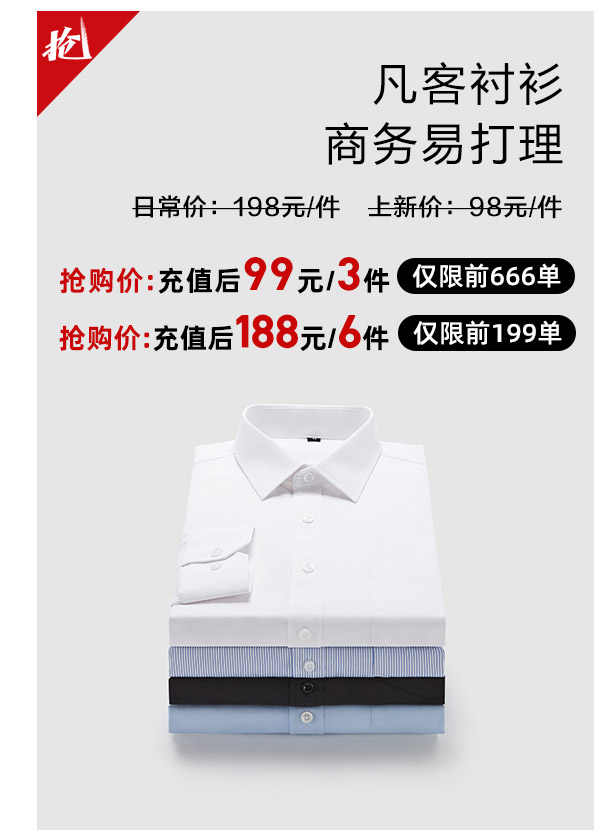 抢
凡客衬衫
商务易打理
日常价：198元/件 上新价：98元/件
抢购价:充值后99元/3件 仅限前666单
抢购价:充值后188元/6件 仅限前199单